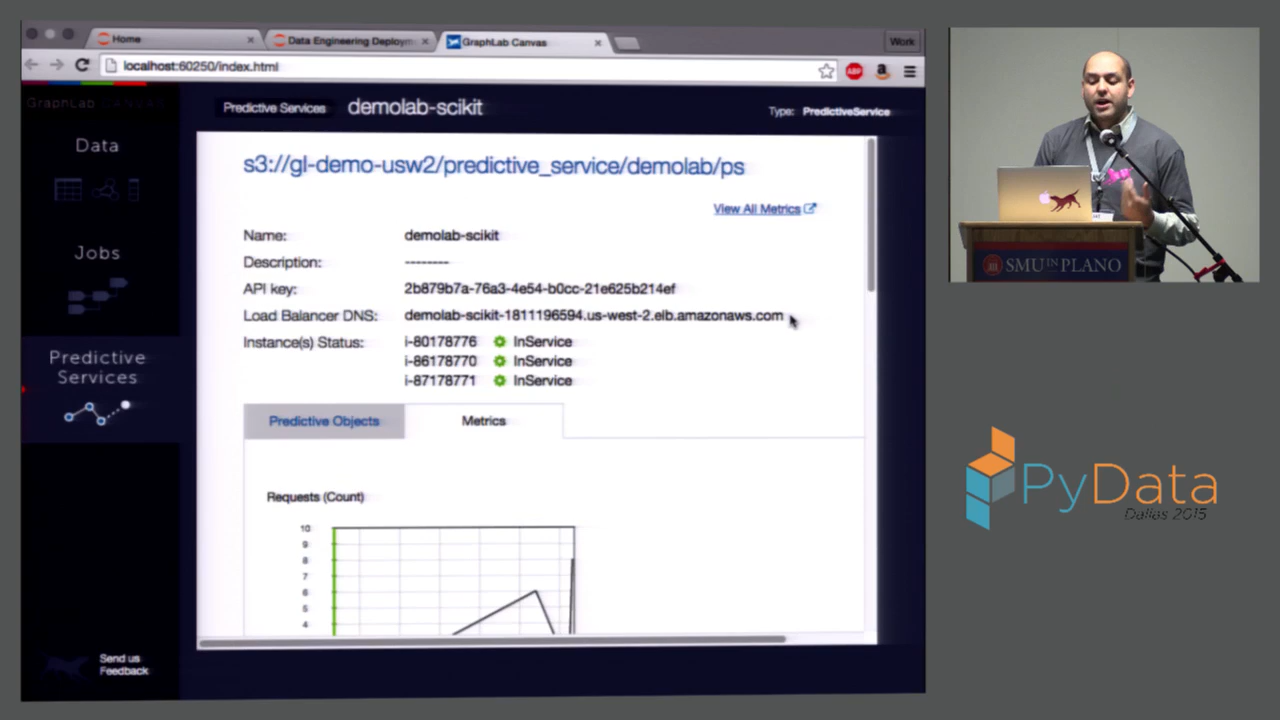 Home
Data Engineering Deploym
GraphLab Canvas
Work
localhost:60250/index.html
ABP
GraphLab CANVAS
Predictive Services
demolab-scikit
Type: PredictiveService
Data
Jobs
Predictive
Services
s3://gl-demo-usw2/predictive_service/demolab/ps
View All Metrics
Name: demolab-scikit
Description: --------
API key: 2b879b7a-76a3-4e54-b0cc-21e625b214ef
Load Balancer DNS: demolab-scikit-1811196594.us-west-2.elb.amazonaws.com
Instance(s) Status: i-80178776 InService
i-86178770 InService
i-87178771 InService
Predictive Objects
Metrics
Requests (Count)
10
9
8
7
6
5
4
Send us
Feedback
SMU IN PLANO
PyData
Dallas 2015